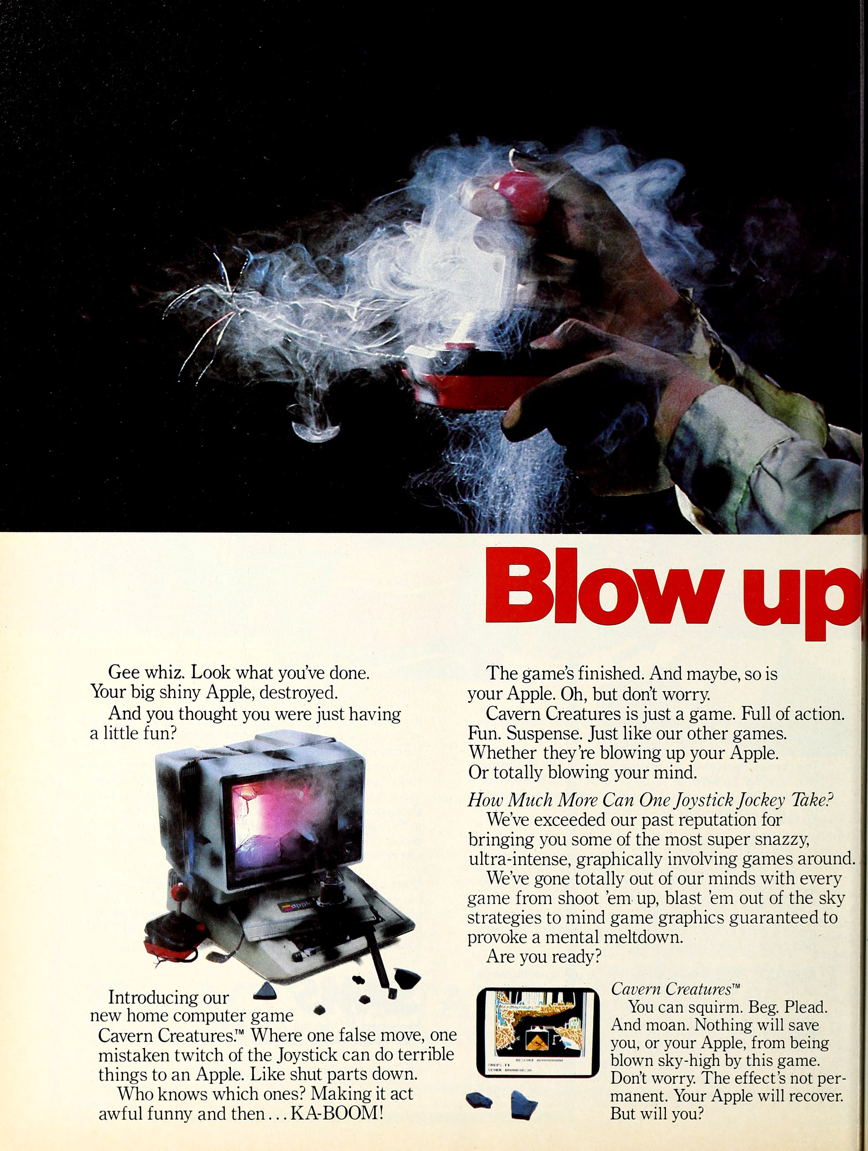 Blow up
Gee whiz. Look what you've done.
Your big shiny Apple, destroyed.
And you thought you were just having
a little fun?
apple
Introducing our
new home computer game
Cavern Creatures.™ Where one false move, one
mistaken twitch of the Joystick can do terrible
things to an Apple. Like shut parts down.
Who knows which ones? Making it act
awful funny and then...KA-BOOM!
The game's finished. And maybe, so is
your Apple. Oh, but don't worry.
Cavern Creatures is just a game. Full of action.
Fun. Suspense. Just like our other games.
Whether they're blowing up your Apple.
Or totally blowing your mind.
How Much More Can One Joystick Jockey Take?
We've exceeded our past reputation for
bringing you some of the most super snazzy,
ultra-intense, graphically involving games around.
We've gone totally out of our minds with every
game from shoot 'em up, blast 'em out of the sky
strategies to mind game graphics guaranteed to
provoke a mental meltdown.
Are you ready?
Cavern Creatures™
You can squirm. Beg. Plead.
And moan. Nothing will save
you, or your Apple, from being
blown sky-high by this game.
Don't worry. The effect's not per-
manent. Your Apple will recover.
But will you?